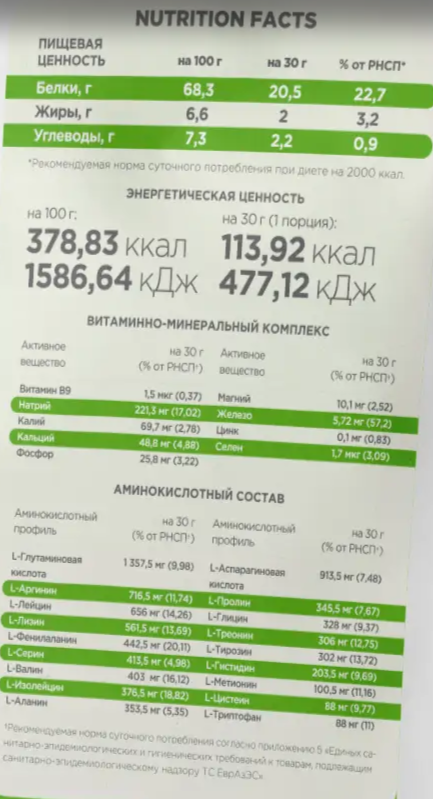 NUTRITION FACTS
ПИЩЕВАЯ ЦЕННОСТЬ на 100 г на 30 г % от РНСП*
Белки, г 68,3 20,5 22,7
Жиры, г 6,6 2 3,2
Углеводы, г 7,3 2,2 0,9
*Рекомендуемая норма суточного потребления при диете на 2000 ккал.
ЭНЕРГЕТИЧЕСКАЯ ЦЕННОСТЬ
на 100 г: на 30 г (1 порция):
378,83 ккал 113,92 ккал
1586,64 кДж 477,12 кДж
ВИТАМИННО-МИНЕРАЛЬНЫЙ КОМПЛЕКС
Активное вещество на 30 г (% от РНСП¹) Активное вещество на 30 г (% от РНСП¹)
Витамин B9 1,5 мкг (0,37) Магний 10,1 мг (2,52)
Натрий 221,3 мг (17,02) Железо 5,72 мг (57,2)
Калий 69,7 мг (2,78) Цинк 0,1 мг (0,83)
Кальций 48,8 мг (4,88) Селен 1,7 мкг (3,09)
Фосфор 25,8 мг (3,22)
АМИНОКИСЛОТНЫЙ СОСТАВ
Аминокислотный профиль на 30 г (% от РНСП¹) Аминокислотный профиль на 30 г (% от РНСП¹)
L-Глутаминовая кислота 1 357,5 мг (9,98) L-Аспарагиновая кислота 913,5 мг (7,48)
L-Аргинин 716,5 мг (11,74) L-Пролин 345,5 мг (7,67)
L-Лейцин 656 мг (14,26) L-Глицин 328 мг (9,37)
L-Лизин 561,5 мг (13,69) L-Треонин 306 мг (12,75)
L-Фенилаланин 442,5 мг (20,11) L-Тирозин 302 мг (13,72)
L-Серин 413,5 мг (4,98) L-Гистидин 203,5 мг (9,69)
L-Валин 403 мг (16,12) L-Метионин 100,5 мг (11,16)
L-Изолейцин 376,5 мг (18,82) L-Цистеин 88 мг (9,77)
L-Аланин 353,5 мг (5,35) L-Триптофан 88 мг (11)
¹Рекомендуемая норма суточного потребления согласно приложению 5 «Единых са-
нитарно-эпидемиологических и гигиенических требований к товарам, подлежащим
санитарно-эпидемическому надзору ТС ЕврАзЭС».